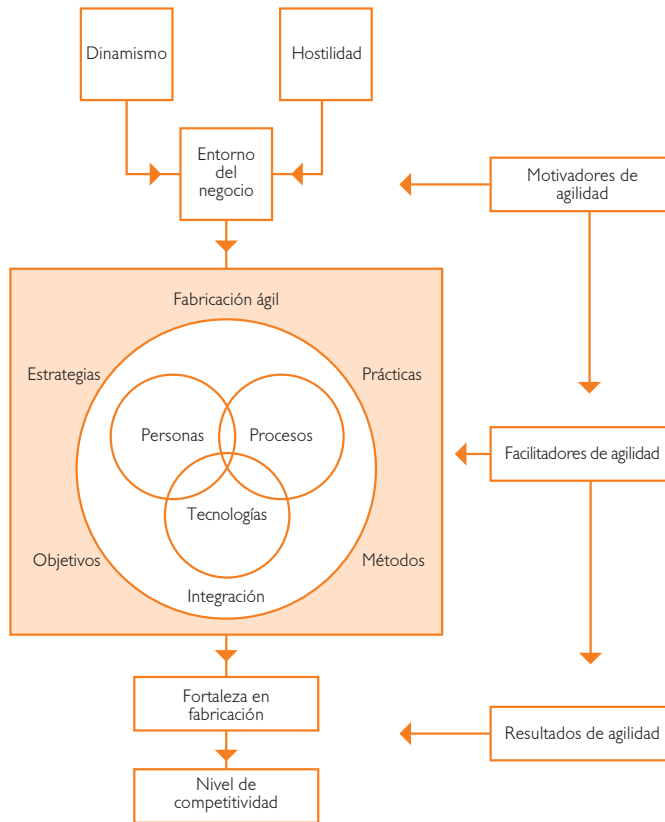 Dinamismo
Hostilidad
Entorno
del
negocio
Motivadores de
agilidad
Fabricación ágil
Estrategias
Prácticas
Personas
Procesos
Facilitadores de agilidad
Tecnologías
Objetivos
Métodos
Integración
Fortaleza en
fabricación
Resultados de agilidad
Nivel de
competitividad